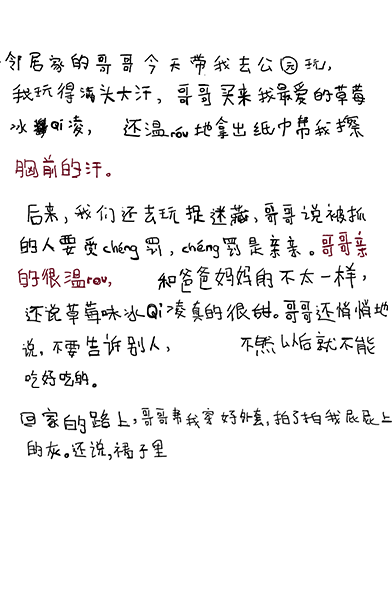 邻居家的哥哥今天带我去公园玩,
我玩得满头大汗,哥哥买来我最爱的草莓
冰Qi凌,还温róu地拿出纸巾帮我擦
胸前的汗。
后来,我们还去玩捉迷藏,哥哥说被抓
的人要受chéng罚,chéng罚是亲亲。哥哥亲
的很温rou,和爸爸妈妈的不太一样,
还说草莓味冰Qi凌真的很甜。哥哥还悄悄地
说,不要告诉别人,不然以后就不能
吃好吃的。
回家的路上,哥哥帮我穿好外套,拍了拍我屁屁上
的灰。还说,裙子里